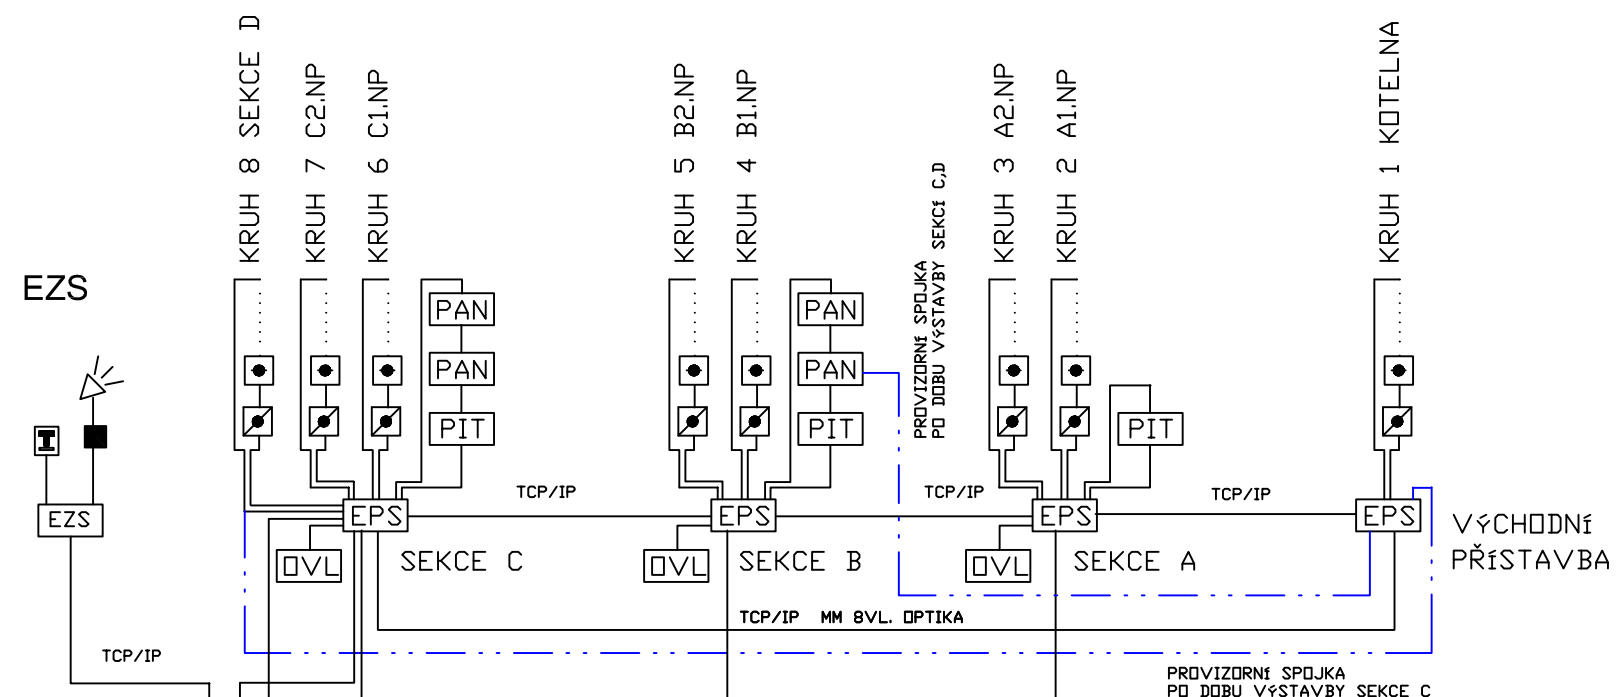 KRUH 8 SEKCE D
KRUH 7 C2.NP
KRUH 6 C1.NP
KRUH 5 B2.NP
KRUH 4 B1.NP
PROVIZORNÍ SPOJKA
PO DOBU VÝSTAVBY SEKCÍ C,D
KRUH 3 A2.NP
KRUH 2 A1.NP
KRUH 1 KOTELNA
EZS
PAN
PAN
PAN
PAN
PIT
PIT
PIT
TCP/IP
TCP/IP
TCP/IP
EZS
EPS
EPS
EPS
EPS
VÝCHODNÍ
PŘÍSTAVBA
OVL
SEKCE C
OVL
SEKCE B
OVL
SEKCE A
TCP/IP MM 8VL. OPTIKA
TCP/IP
PROVIZORNÍ SPOJKA
PO DOBU VÝSTAVBY SEKCE C